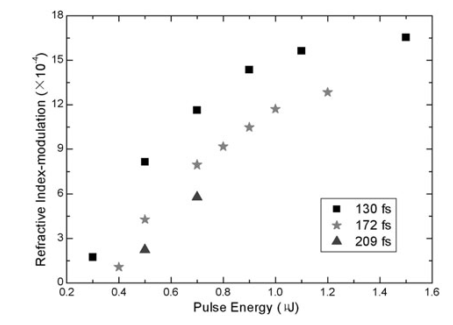 18
15
12
9
6
3
0
Refractive Index-modulation (×10⁻⁴)
130 fs
172 fs
209 fs
0.2 0.4 0.6 0.8 1.0 1.2 1.4 1.6
Pulse Energy (μJ)